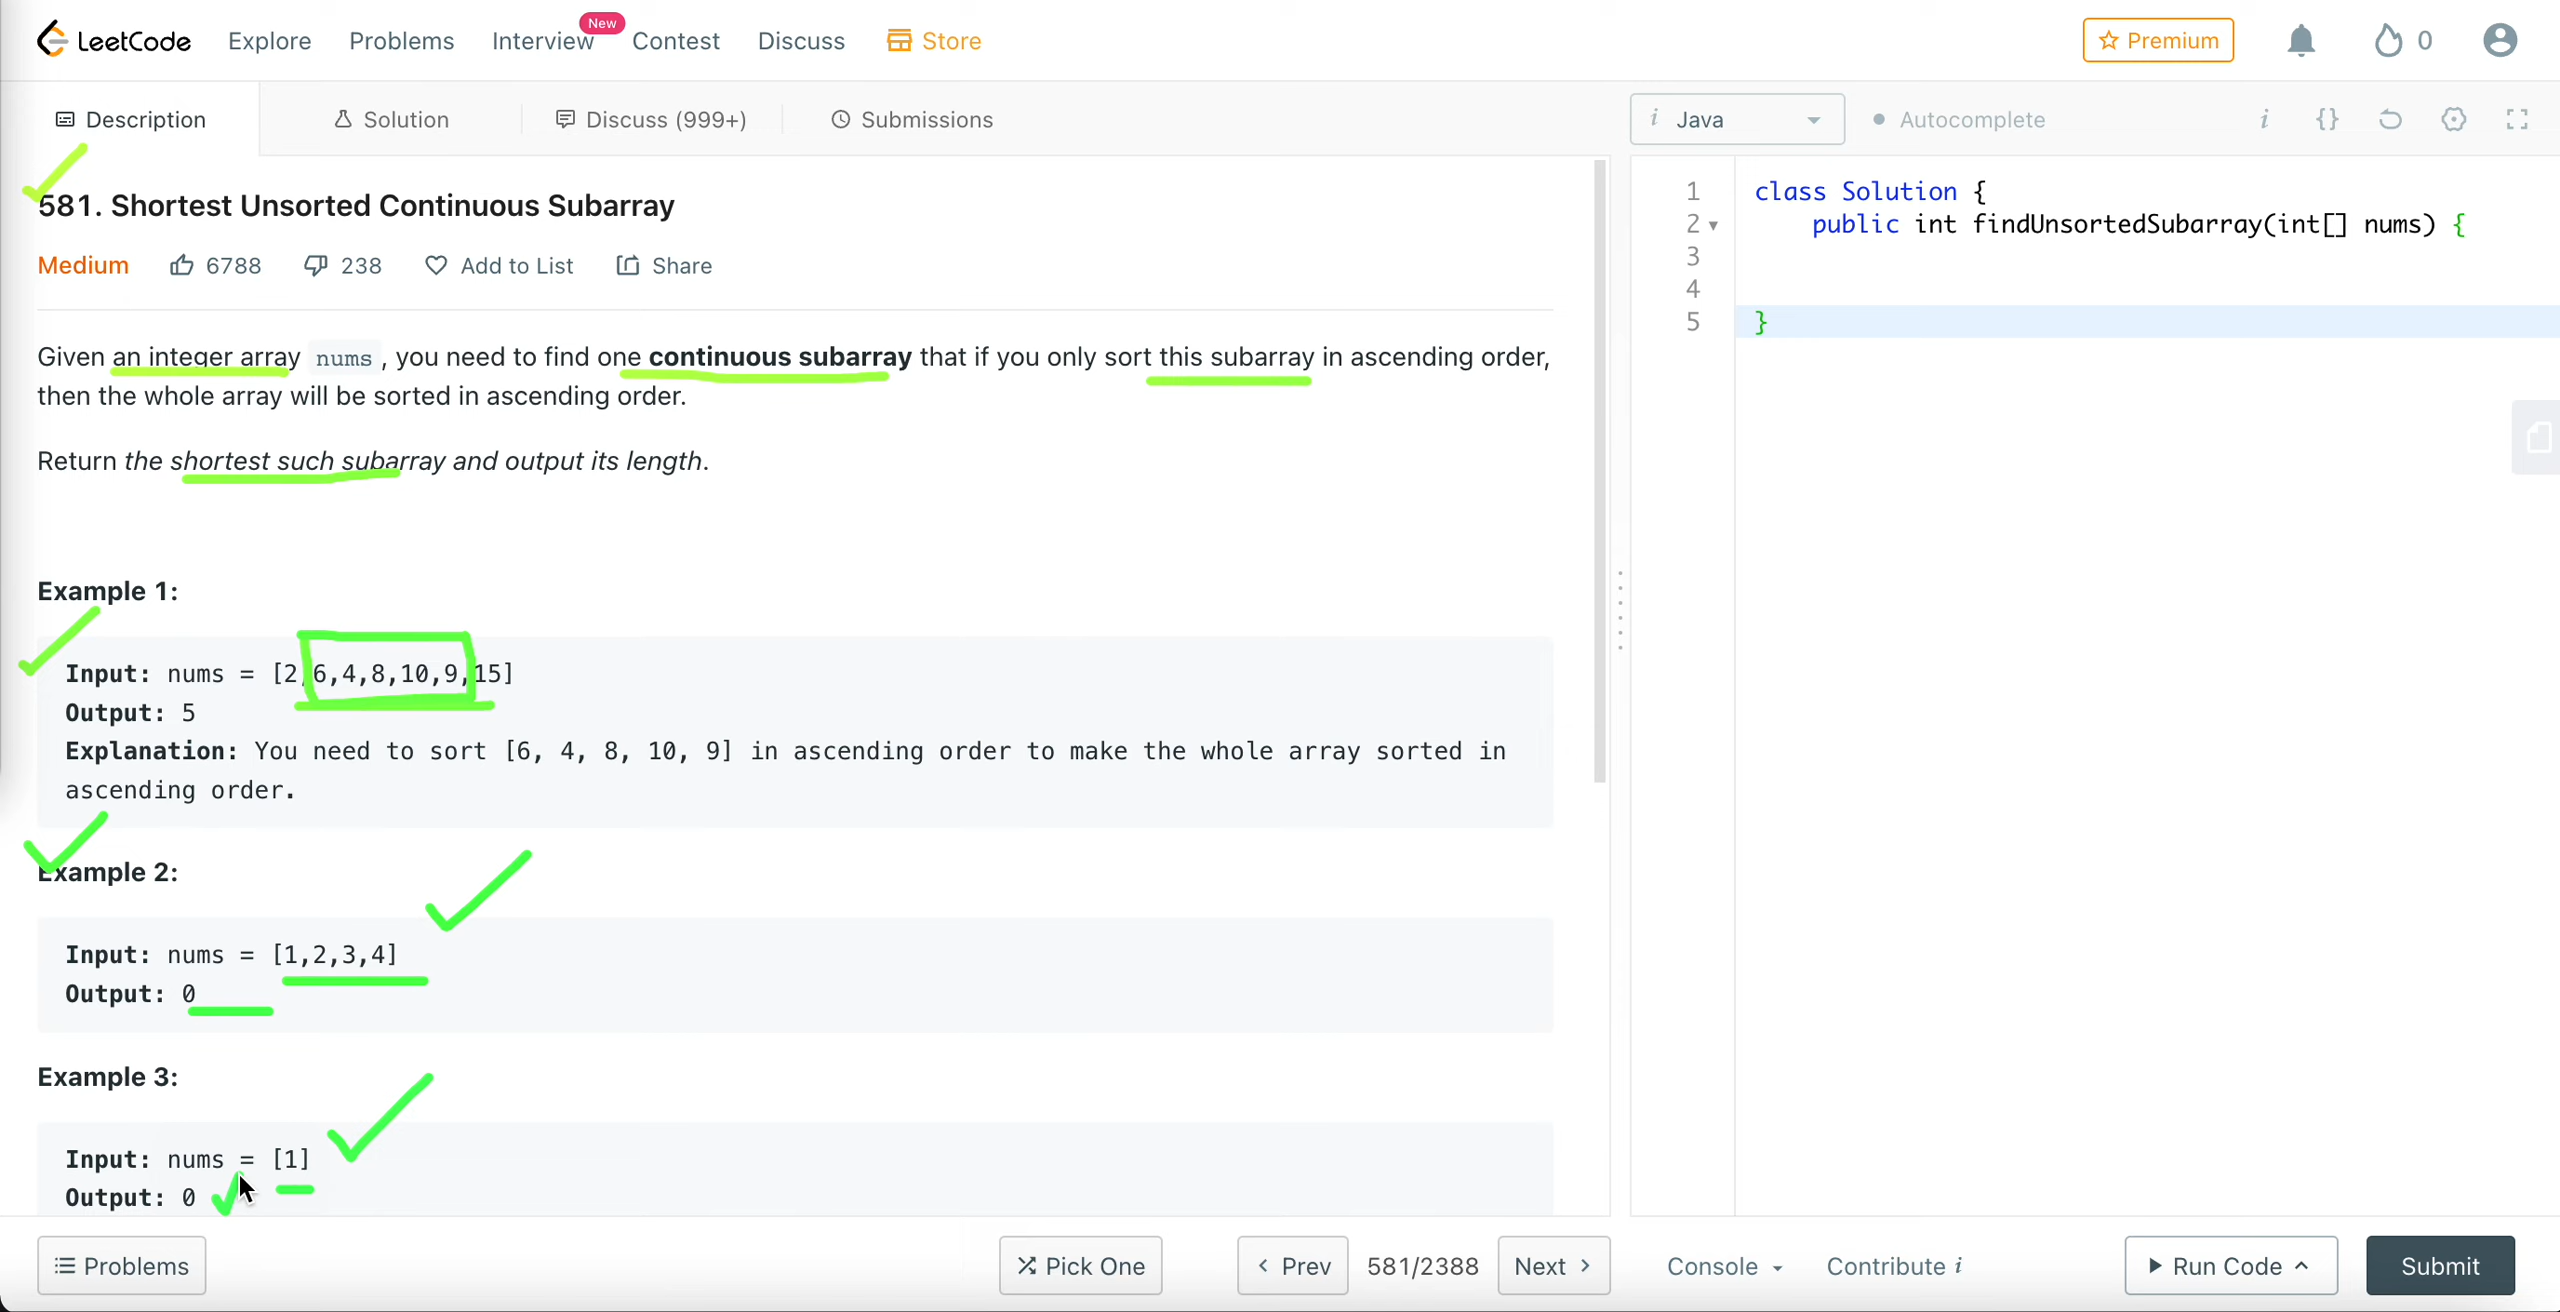 LeetCode Explore Problems Interview New Contest Discuss Store Premium 0
Description Solution Discuss (999+) Submissions
i Java Autocomplete i {}
581. Shortest Unsorted Continuous Subarray
Medium 6788 238 Add to List Share
Given an integer array nums , you need to find one continuous subarray that if you only sort this subarray in ascending order,
then the whole array will be sorted in ascending order.
Return the shortest such subarray and output its length.
Example 1:
Input: nums = [2,6,4,8,10,9,15]
Output: 5
Explanation: You need to sort [6, 4, 8, 10, 9] in ascending order to make the whole array sorted in
ascending order.
Example 2:
Input: nums = [1,2,3,4]
Output: 0
Example 3:
Input: nums = [1]
Output: 0
1 class Solution {
2 public int findUnsortedSubarray(int[] nums) {
3
4
5 }
Problems Pick One Prev 581/2388 Next
Console Contribute i Run Code Submit